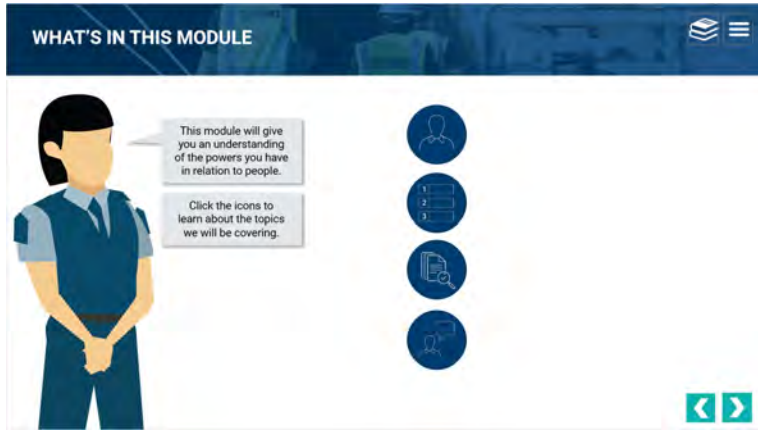 WHAT'S IN THIS MODULE
This module will give
you an understanding
of the powers you have
in relation to people.
Click the icons to
learn about the topics
we will be covering.
1
2
3